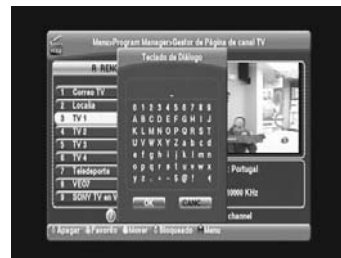 Menu>Program Manager>Gestor de Página de canal TV
Teclado de Diálogo
1 Correo TV
2 Localia
3 TV 1
4 TV 2
5 TV 3
6 TV 4
7 Teledeporte
8 VEO7
9 SONY TV en V
0 1 2 3 4 5 6 7 8 9
A B C D E F G H I J
K L M N O P Q R S T
U V W X Y Z a b c d
e f g h i j k l m n
o p q r s t u v w x
OK
CANC
: Portugal
10000 KHz
channel
Apagar Favorito Mover Bloqueado Menu